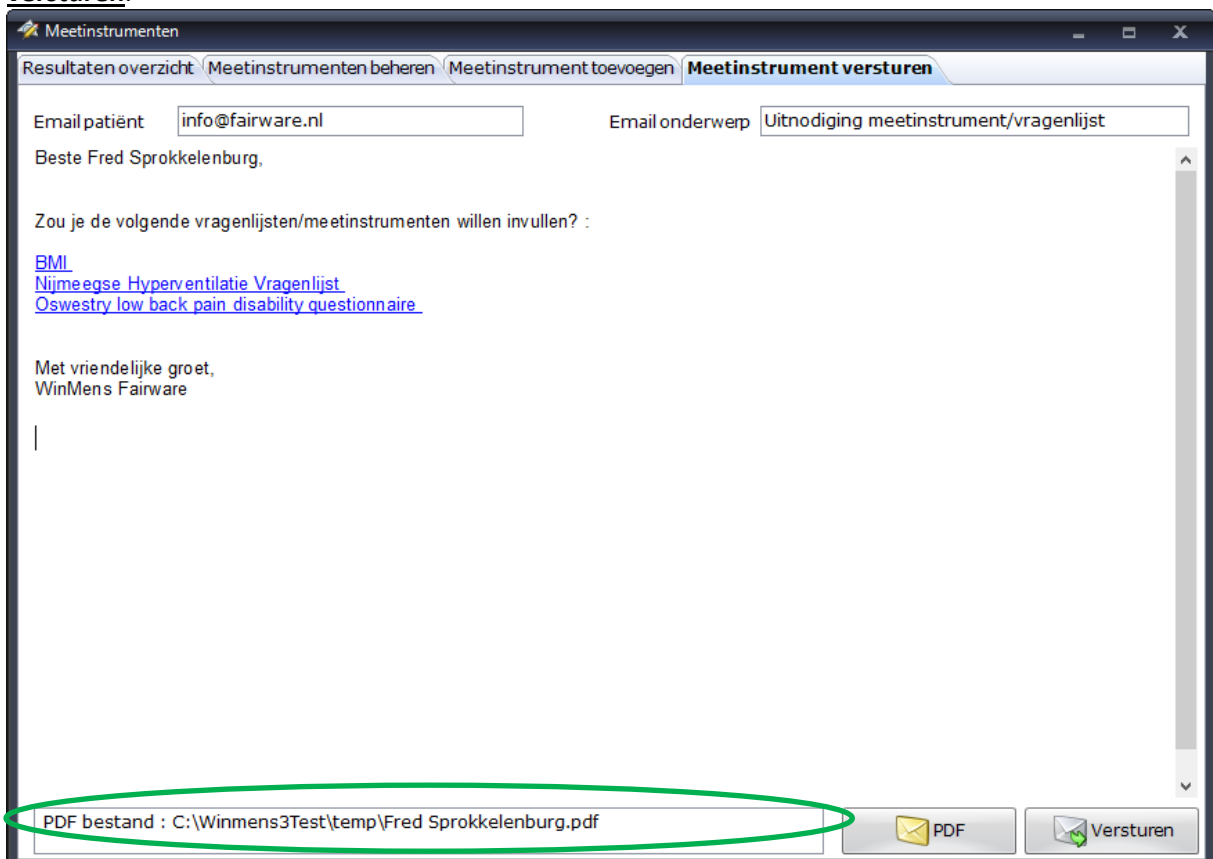 versturen.
Meetinstrumenten
Resultaten overzicht Meetinstrumenten beheren Meetinstrument toevoegen Meetinstrument versturen
Email patiënt info@fairware.nl Email onderwerp Uitnodiging meetinstrument/vragenlijst
Beste Fred Sprokkelenburg,
Zou je de volgende vragenlijsten/meetinstrumenten willen invullen? :
BMI
Nijmeegse Hyperventilatie Vragenlijst
Oswestry low back pain disability questionnaire
Met vriendelijke groet,
WinMens Fairware
PDF bestand : C:\Winmens3Test\temp\Fred Sprokkelenburg.pdf PDF Versturen